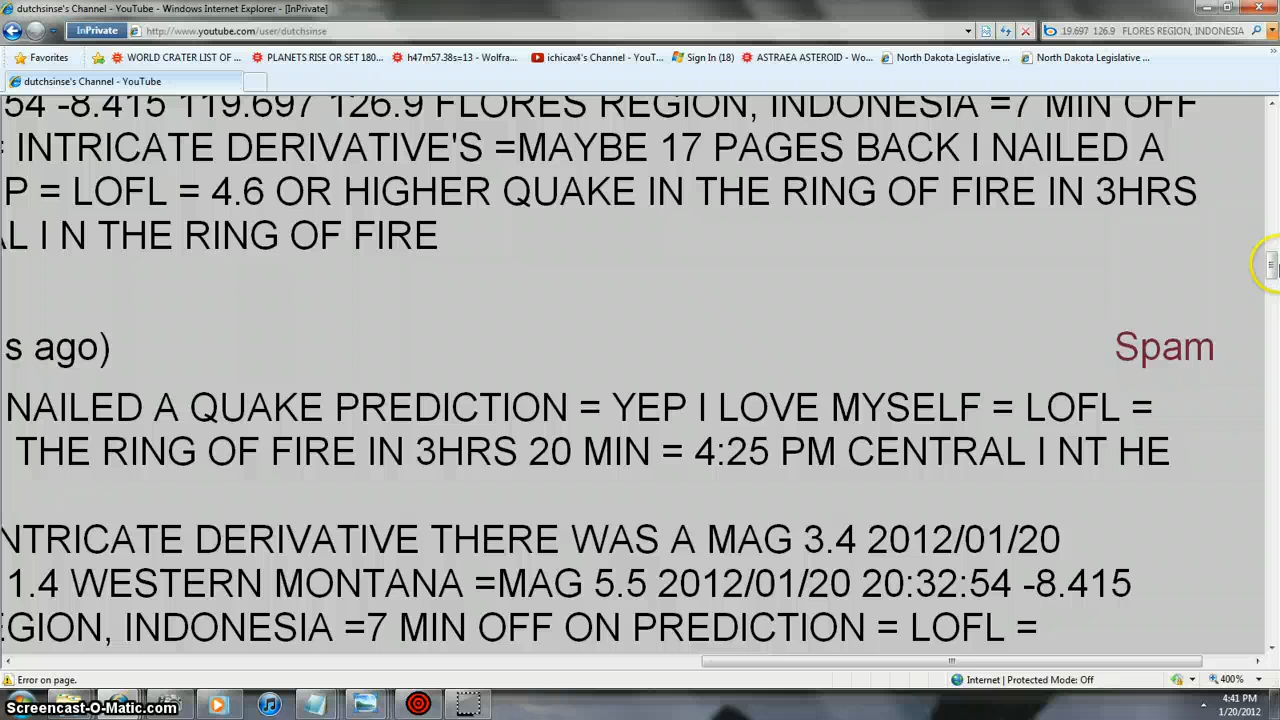 dutchsinse's Channel - YouTube - Windows Internet Explorer - [InPrivate]
InPrivate http://www.youtube.com/user/dutchsinse 19.697 126.9 FLORES REGION, INDONESIA
Favorites WORLD CRATER LIST OF ... PLANETS RISE OR SET 180... h47m57.38s=13 - Wolfra... ichicax4's Channel - YouT... Sign In (18) ASTRAEA ASTEROID - Wo... North Dakota Legislative ... North Dakota Legislative ...
dutchsinse's Channel - YouTube
54 -8.415 119.697 126.9 FLORES REGION, INDONESIA =7 MIN OFF
= INTRICATE DERIVATIVE'S =MAYBE 17 PAGES BACK I NAILED A
P = LOFL = 4.6 OR HIGHER QUAKE IN THE RING OF FIRE IN 3HRS
AL I N THE RING OF FIRE
s ago)
Spam
NAILED A QUAKE PREDICTION = YEP I LOVE MYSELF = LOFL =
THE RING OF FIRE IN 3HRS 20 MIN = 4:25 PM CENTRAL I NT HE
NTRICATE DERIVATIVE THERE WAS A MAG 3.4 2012/01/20
1.4 WESTERN MONTANA =MAG 5.5 2012/01/20 20:32:54 -8.415
EGION, INDONESIA =7 MIN OFF ON PREDICTION = LOFL =
Error on page. Internet | Protected Mode: Off 400%
Screencast-O-Matic.com
4:41 PM
1/20/2012